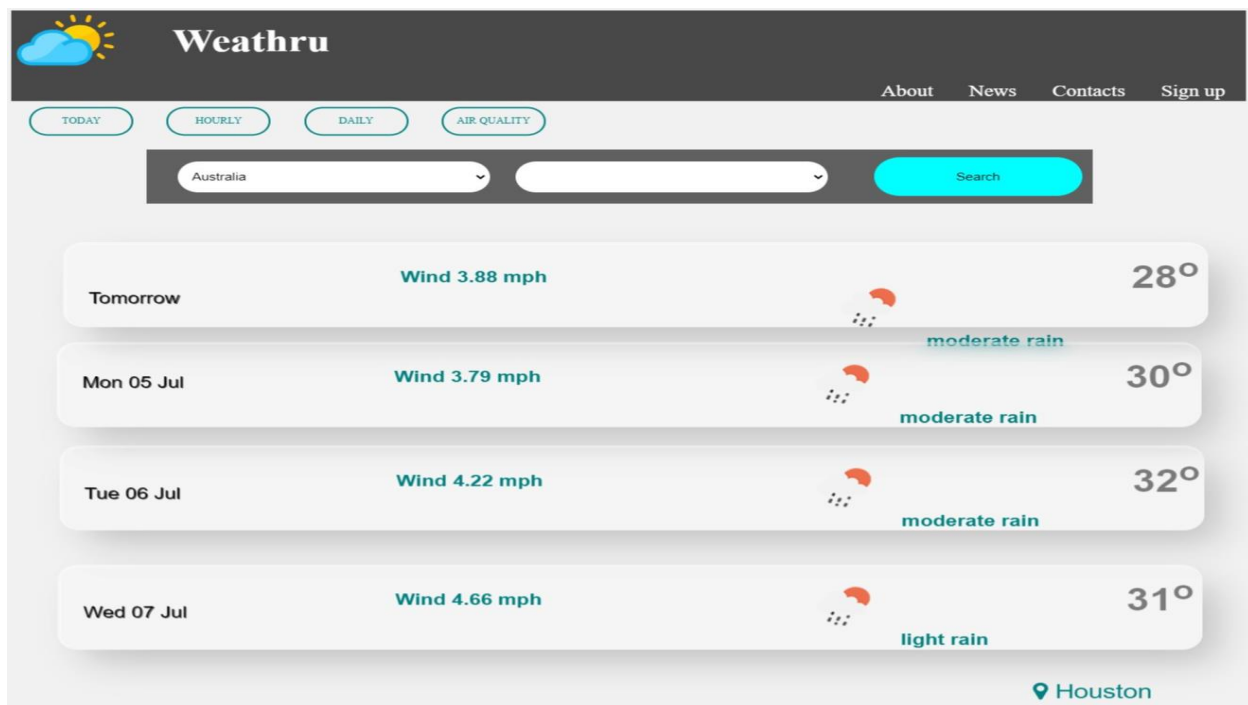 Weathru
About News Contacts Sign up
TODAY HOURLY DAILY AIR QUALITY
Australia Search
Tomorrow Wind 3.88 mph 28°
moderate rain
Mon 05 Jul Wind 3.79 mph 30°
moderate rain
Tue 06 Jul Wind 4.22 mph 32°
moderate rain
Wed 07 Jul Wind 4.66 mph 31°
light rain
Houston